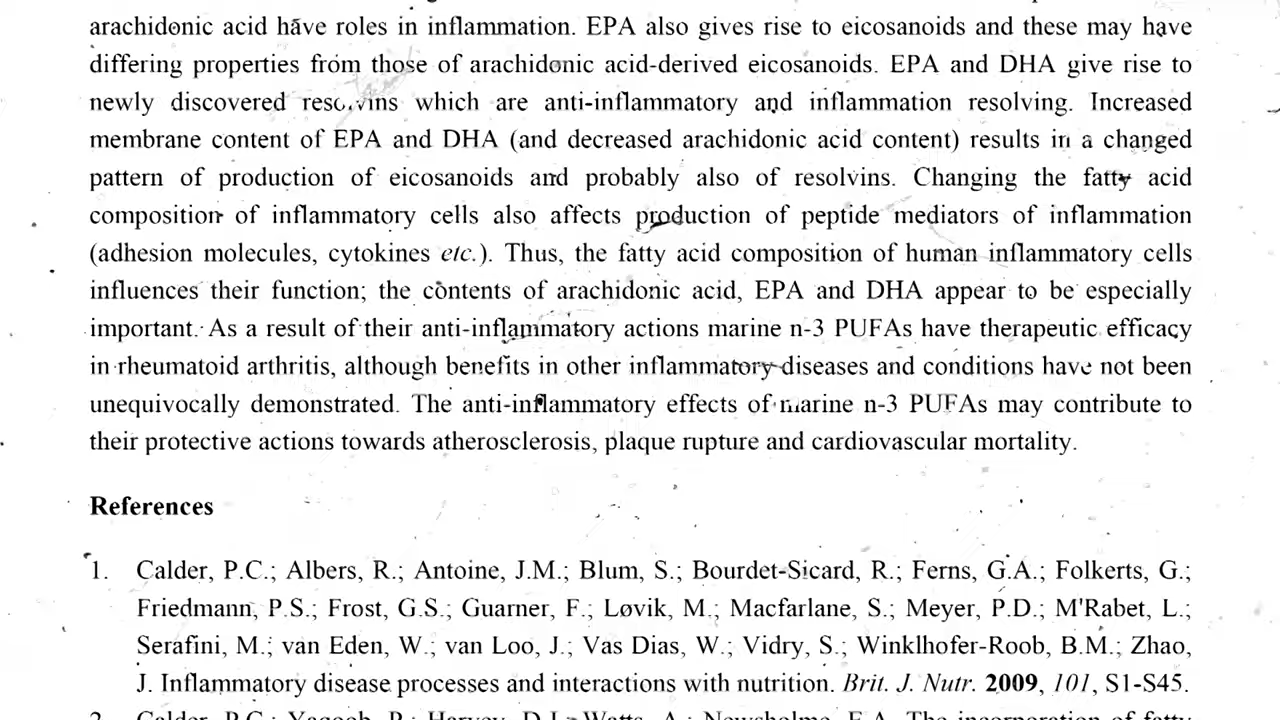 arachidonic acid have roles in inflammation. EPA also gives rise to eicosanoids and these may have
differing properties from those of arachidonic acid-derived eicosanoids. EPA and DHA give rise to
newly discovered resolvins which are anti-inflammatory and inflammation resolving. Increased
membrane content of EPA and DHA (and decreased arachidonic acid content) results in a changed
pattern of production of eicosanoids and probably also of resolvins. Changing the fatty acid
composition of inflammatory cells also affects production of peptide mediators of inflammation
(adhesion molecules, cytokines etc.). Thus, the fatty acid composition of human inflammatory cells
influences their function; the contents of arachidonic acid, EPA and DHA appear to be especially
important. As a result of their anti-inflammatory actions marine n-3 PUFAs have therapeutic efficacy
in rheumatoid arthritis, although benefits in other inflammatory diseases and conditions have not been
unequivocally demonstrated. The anti-inflammatory effects of marine n-3 PUFAs may contribute to
their protective actions towards atherosclerosis, plaque rupture and cardiovascular mortality.
References
1. Calder, P.C.; Albers, R.; Antoine, J.M.; Blum, S.; Bourdet-Sicard, R.; Ferns, G.A.; Folkerts, G.;
Friedmann, P.S.; Frost, G.S.; Guarner, F.; Løvik, M.; Macfarlane, S.; Meyer, P.D.; M'Rabet, L.;
Serafini, M.; van Eden, W.; van Loo, J.; Vas Dias, W.; Vidry, S.; Winklhofer-Roob, B.M.; Zhao,
J. Inflammatory disease processes and interactions with nutrition. Brit. J. Nutr. 2009, 101, S1-S45.
2. Calder, P.C.; Yaqoob, P.; Harvey, D.J.; Watts, A.; Newsholme, E.A. The incorporation of fatty